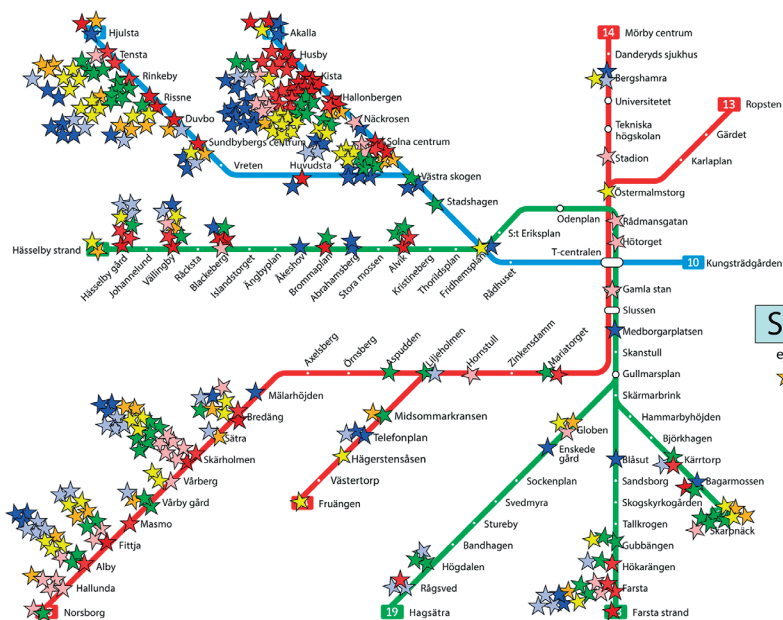 Hjulsta
Tensta
Rinkeby
Rissne
Duvbo
Sundbybergs centrum
Vreten
Huvudsta
Akalla
Husby
Kista
Hallonbergen
Näckrosen
Solna centrum
Västra skogen
Stadshagen
14 Mörby centrum
Danderyds sjukhus
Bergshamra
Universitetet
Tekniska
högskolan
Stadion
13 Ropsten
Gärdet
Karlaplan
Östermalmstorg
Odenplan
S:t Eriksplan
Rådmansgatan
Hötorget
T-centralen
10 Kungsträdgården
Rådhuset
Hässelby strand
Hässelby gård
Johannelund
Vällingby
Råcksta
Blackeberg
Islandstorget
Ängbyplan
Åkeshov
Brommaplan
Abrahamsberg
Stora mossen
Alvik
Kristineberg
Thorildsplan
Fridhemsplan
Gamla stan
Slussen
Medborgarplatsen
Skanstull
Gullmarsplan
Skärmarbrink
S
e
Axelsberg
Örnsberg
Aspudden
Liljeholmen
Hornstull
Zinkensdamm
Mariatorget
Mälarhöjden
Bredäng
Sätra
Skärholmen
Vårberg
Vårby gård
Masmo
Fittja
Alby
Hallunda
Norsborg
Midsommarkransen
Telefonplan
Hägerstensåsen
Västertorp
Fruängen
Globen
Enskede
gård
Sockenplan
Svedmyra
Stureby
Bandhagen
Högdalen
Rågsved
19 Hagsätra
Hammarbyhöjden
Björkhagen
Kärrtorp
Bagarmossen
Skarpnäck
Blåsut
Sandsborg
Skogskyrkogården
Tallkrogen
Gubbängen
Hökarängen
Farsta
Farsta strand